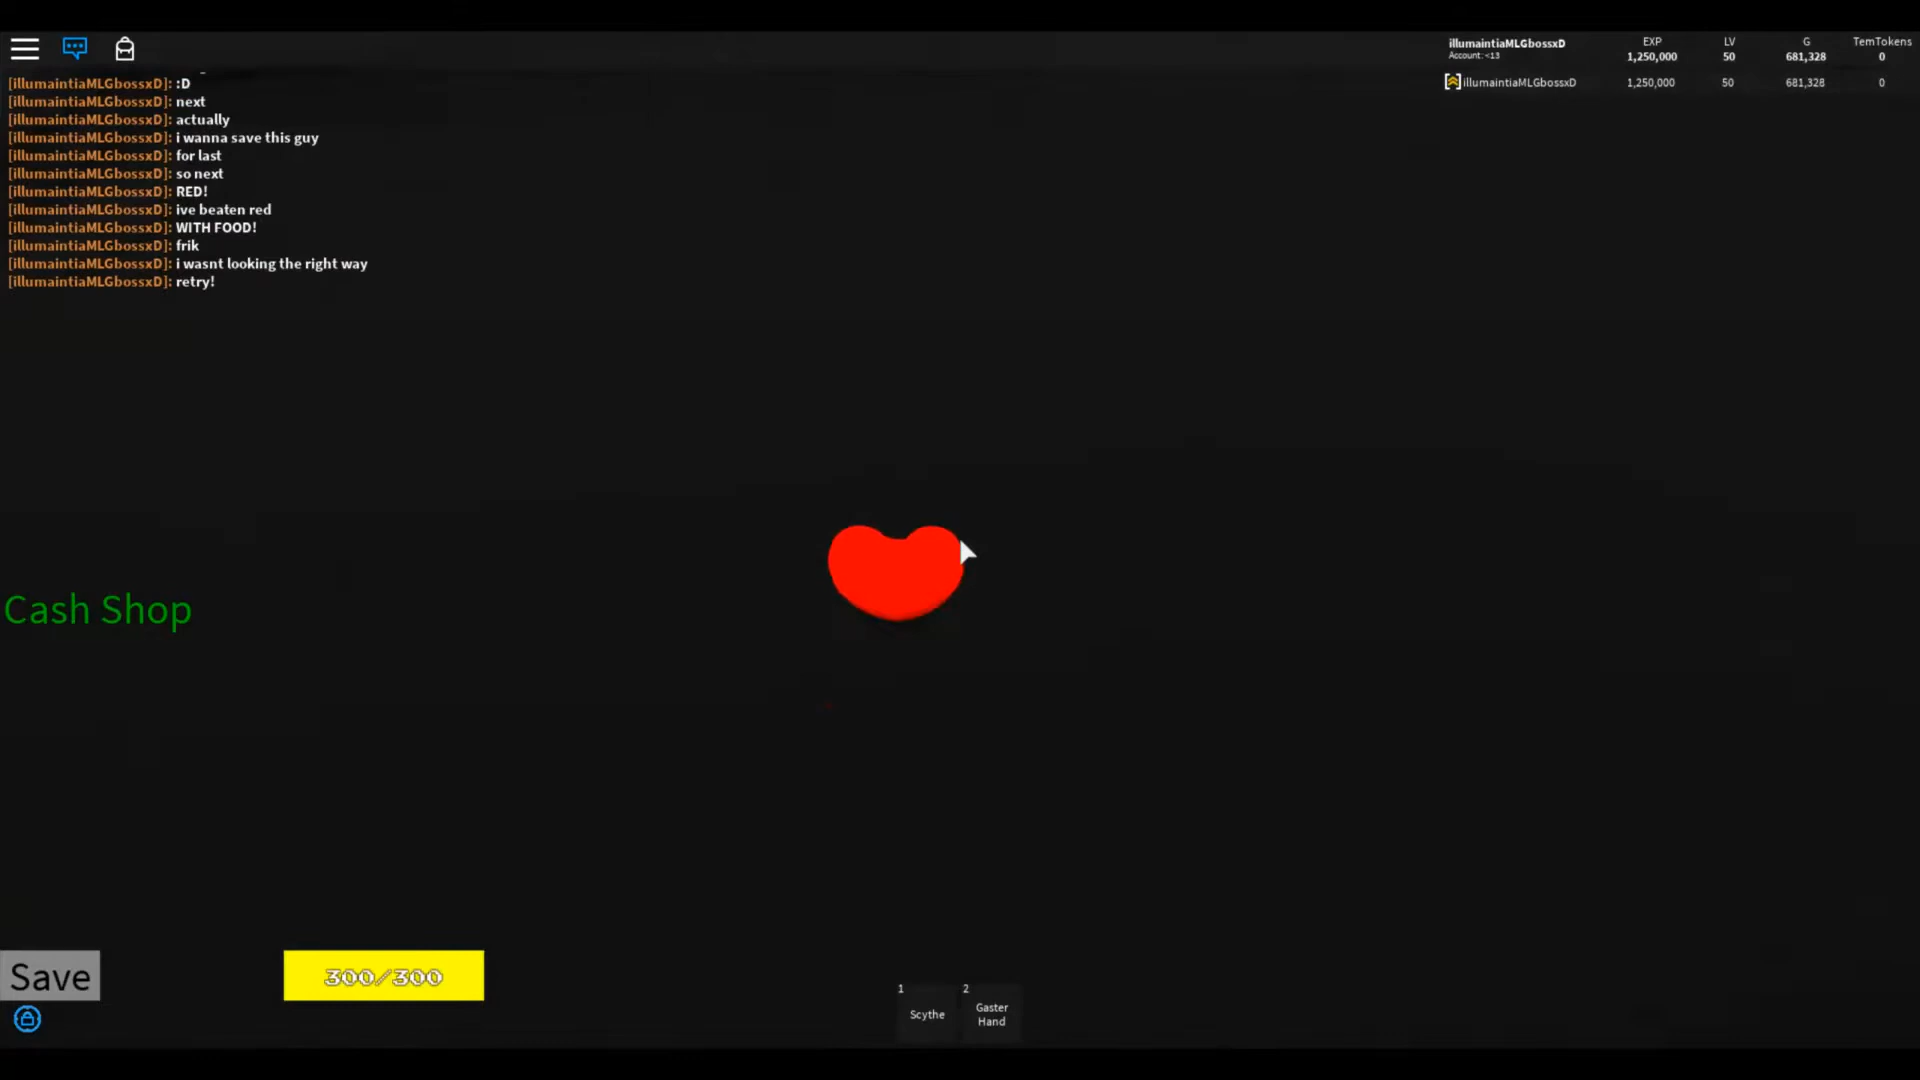 illumaintiaMLGbossxD EXP LV G TemTokens
Account: <13 1,250,000 50 681,328 0
illumaintiaMLGbossxD 1,250,000 50 681,328 0
[illumaintiaMLGbossxD]: :D
[illumaintiaMLGbossxD]: next
[illumaintiaMLGbossxD]: actually
[illumaintiaMLGbossxD]: i wanna save this guy
[illumaintiaMLGbossxD]: for last
[illumaintiaMLGbossxD]: so next
[illumaintiaMLGbossxD]: RED!
[illumaintiaMLGbossxD]: ive beaten red
[illumaintiaMLGbossxD]: WITH FOOD!
[illumaintiaMLGbossxD]: frik
[illumaintiaMLGbossxD]: i wasnt looking the right way
[illumaintiaMLGbossxD]: retry!
Cash Shop
Save
300/300
1 2
Scythe
Gaster
Hand